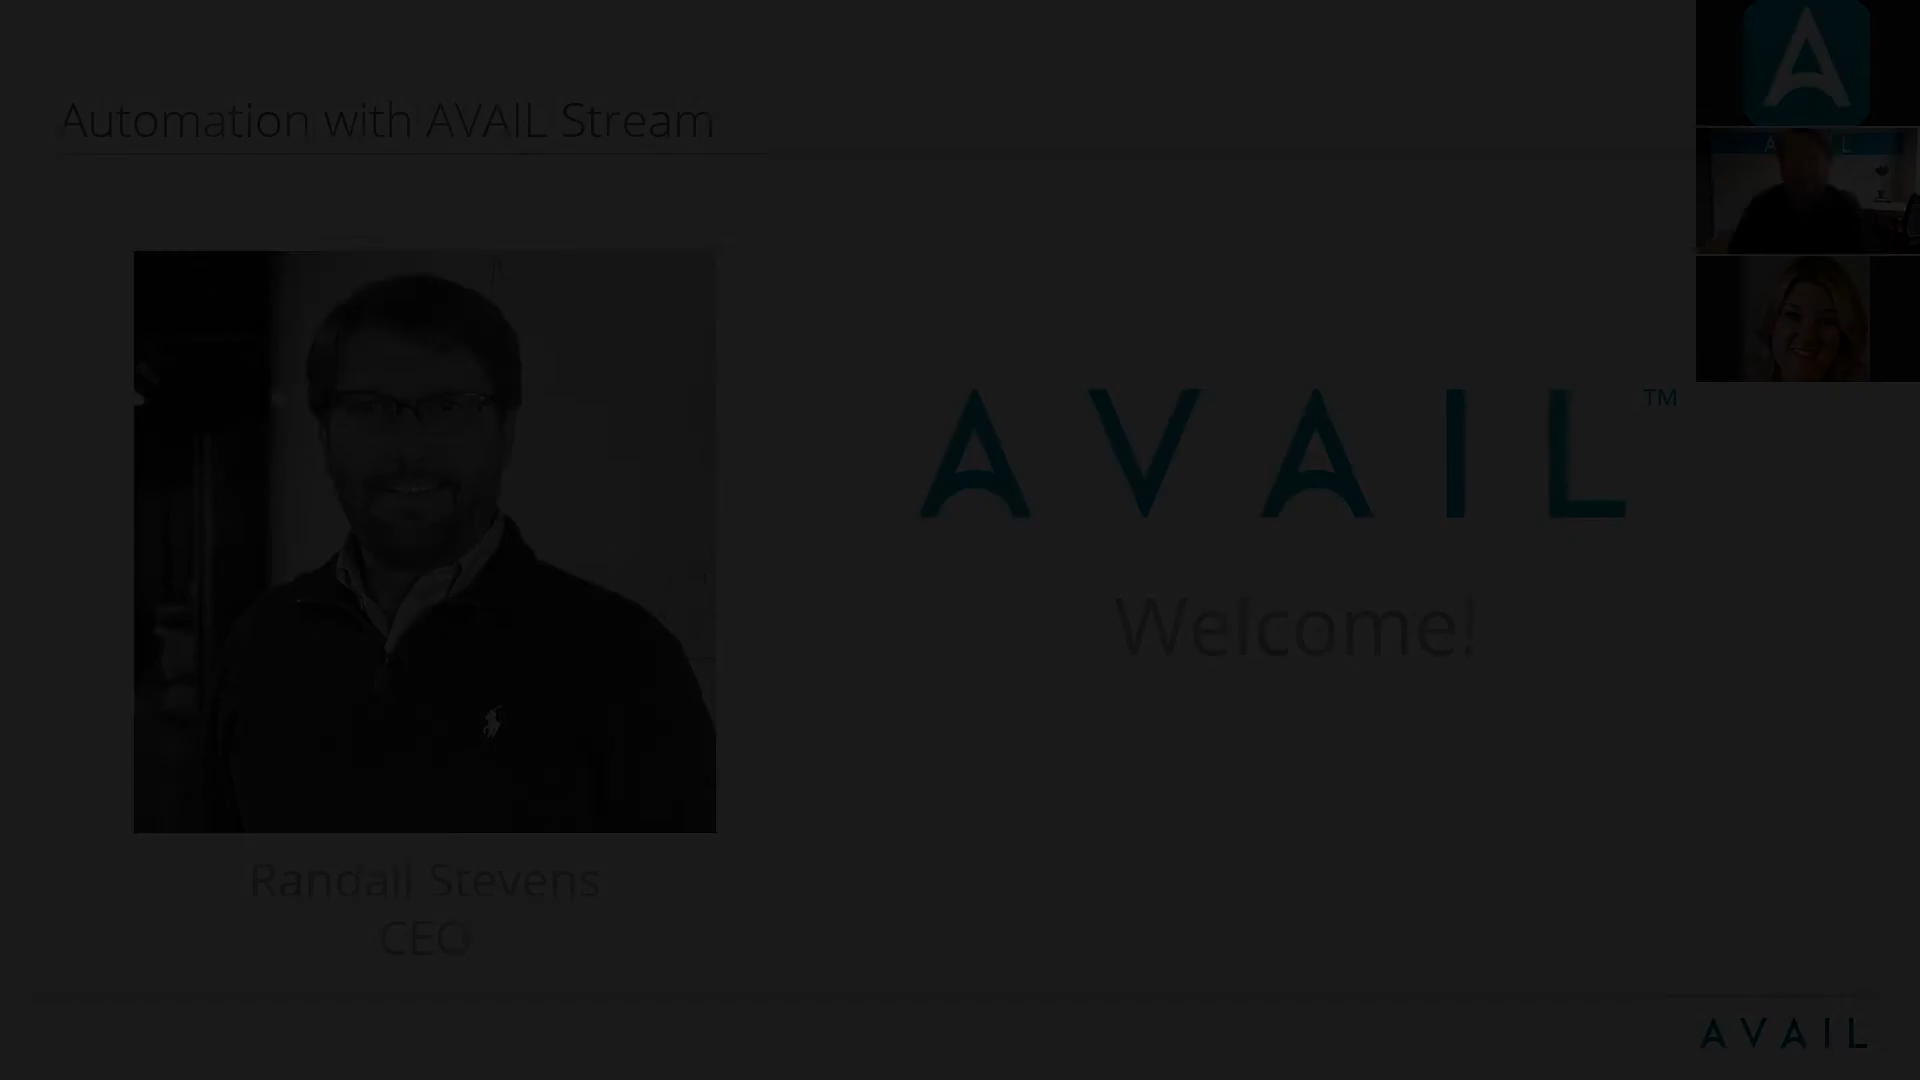 Automation with AVAIL Stream
A L
AVAIL™
Welcome!
Randall Stevens
CEO
AVAIL